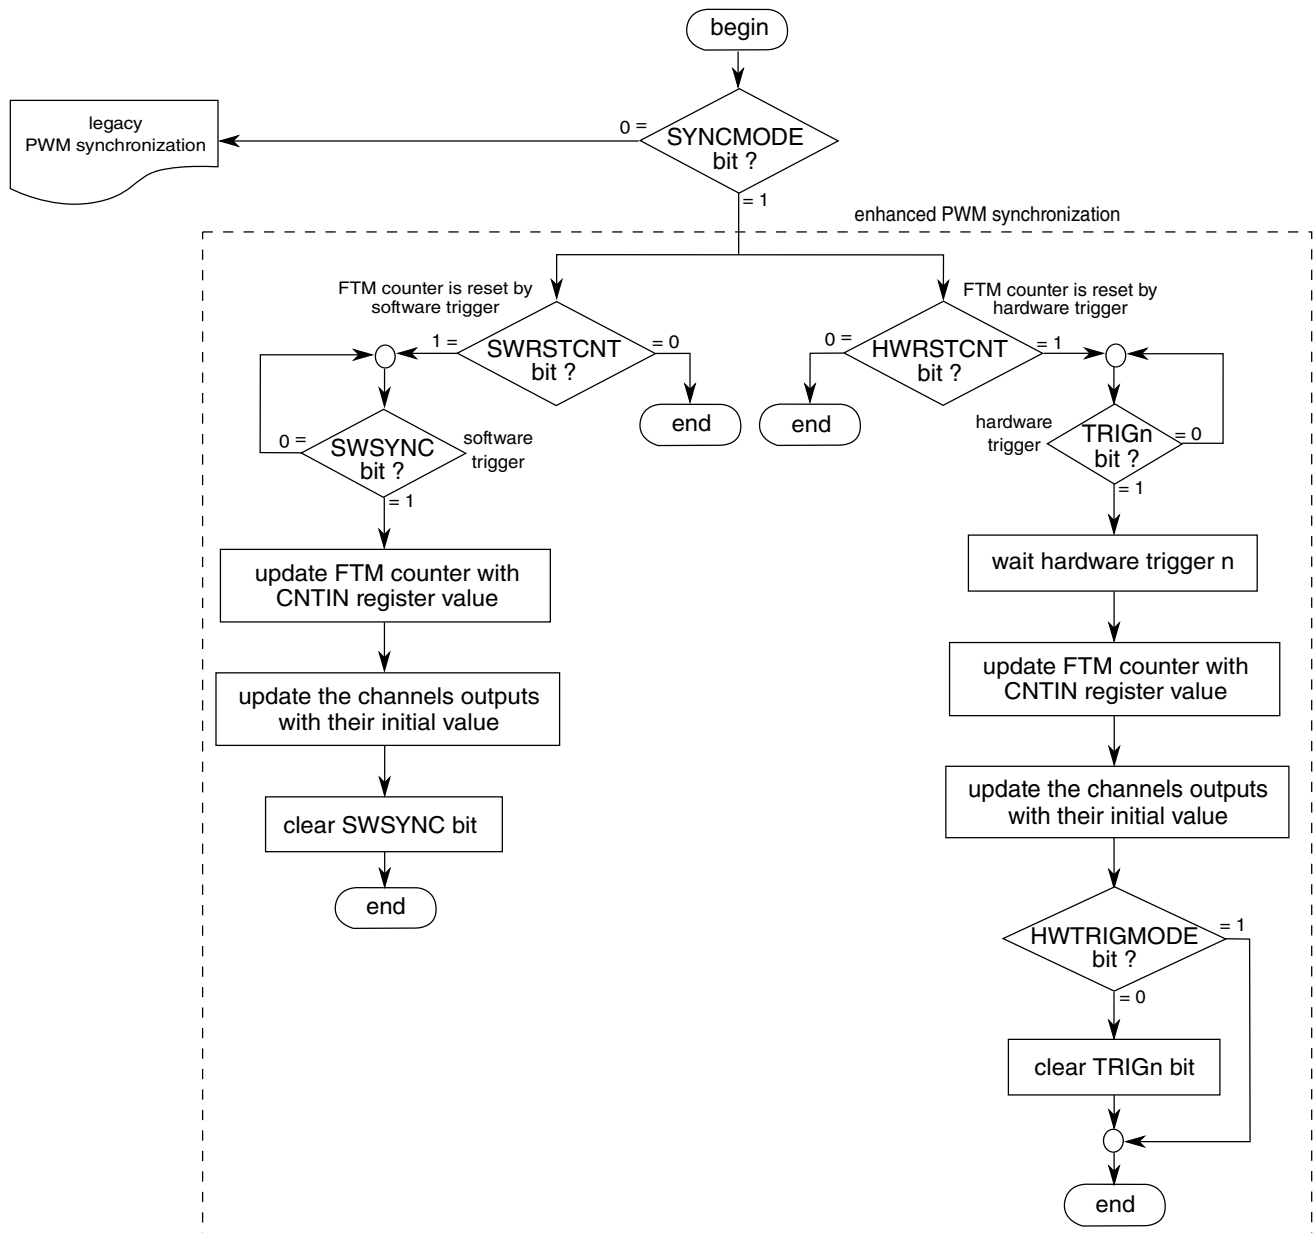 begin
legacy
PWM synchronization
0 =
SYNCMODE
bit ?
= 1
enhanced PWM synchronization
FTM counter is reset by
software trigger
FTM counter is reset by
hardware trigger
1 =
SWRSTCNT
bit ?
= 0
0 =
HWRSTCNT
bit ?
= 1
end
end
0 =
SWSYNC
bit ?
software
trigger
= 1
hardware
trigger
TRIGn
bit ?
= 0
= 1
update FTM counter with
CNTIN register value
wait hardware trigger n
update the channels outputs
with their initial value
update FTM counter with
CNTIN register value
clear SWSYNC bit
update the channels outputs
with their initial value
end
HWTRIGMODE
bit ?
= 1
= 0
clear TRIGn bit
end